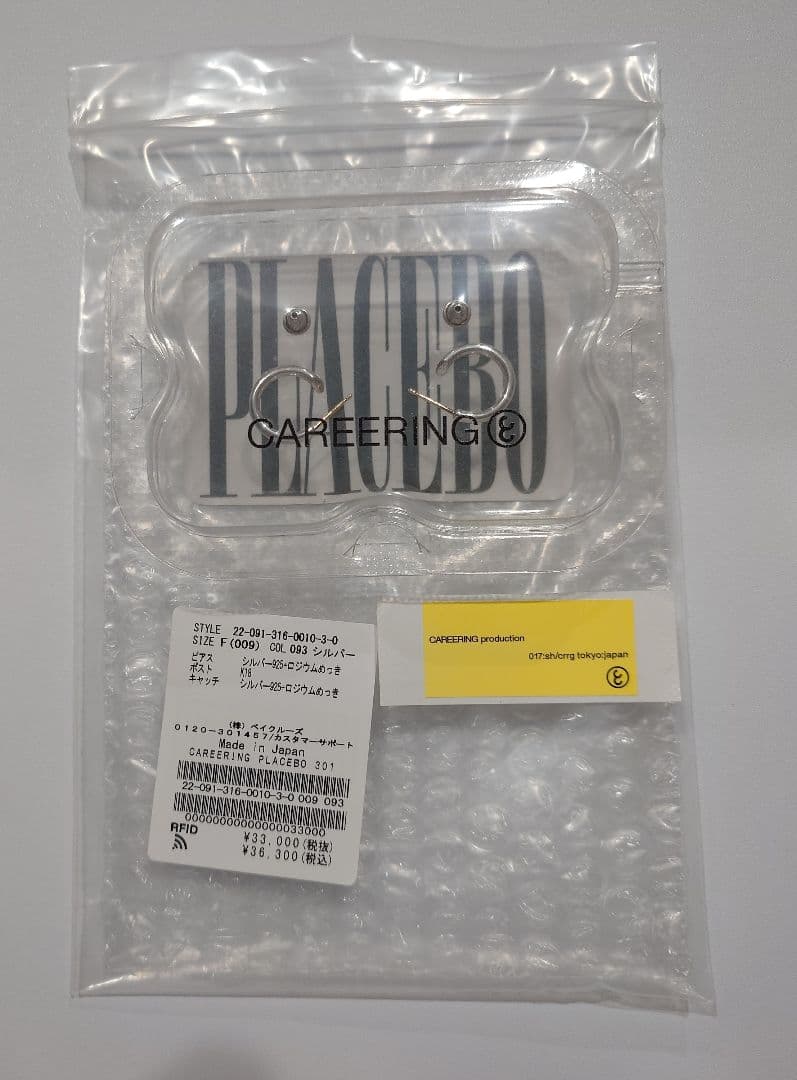 PLACEBO
CAREERING
STYLE 22-091-316-0010-3-0
SIZE F(009) COL 093 シルバー
ピアス シルバー925+ロジウムめっき
ポスト K18
キャッチ シルバー925+ロジウムめっき
(株) ベイクルーズ
0120-301457/カスタマーサポート
Made in Japan
CAREERING PLACEBO 301
22-091-316-0010-3-0 009 093
00000000000000033000
RFID
¥33,000(税抜)
¥36,300(税込)
CAREERING production
017:sh/crrg tokyo:japan